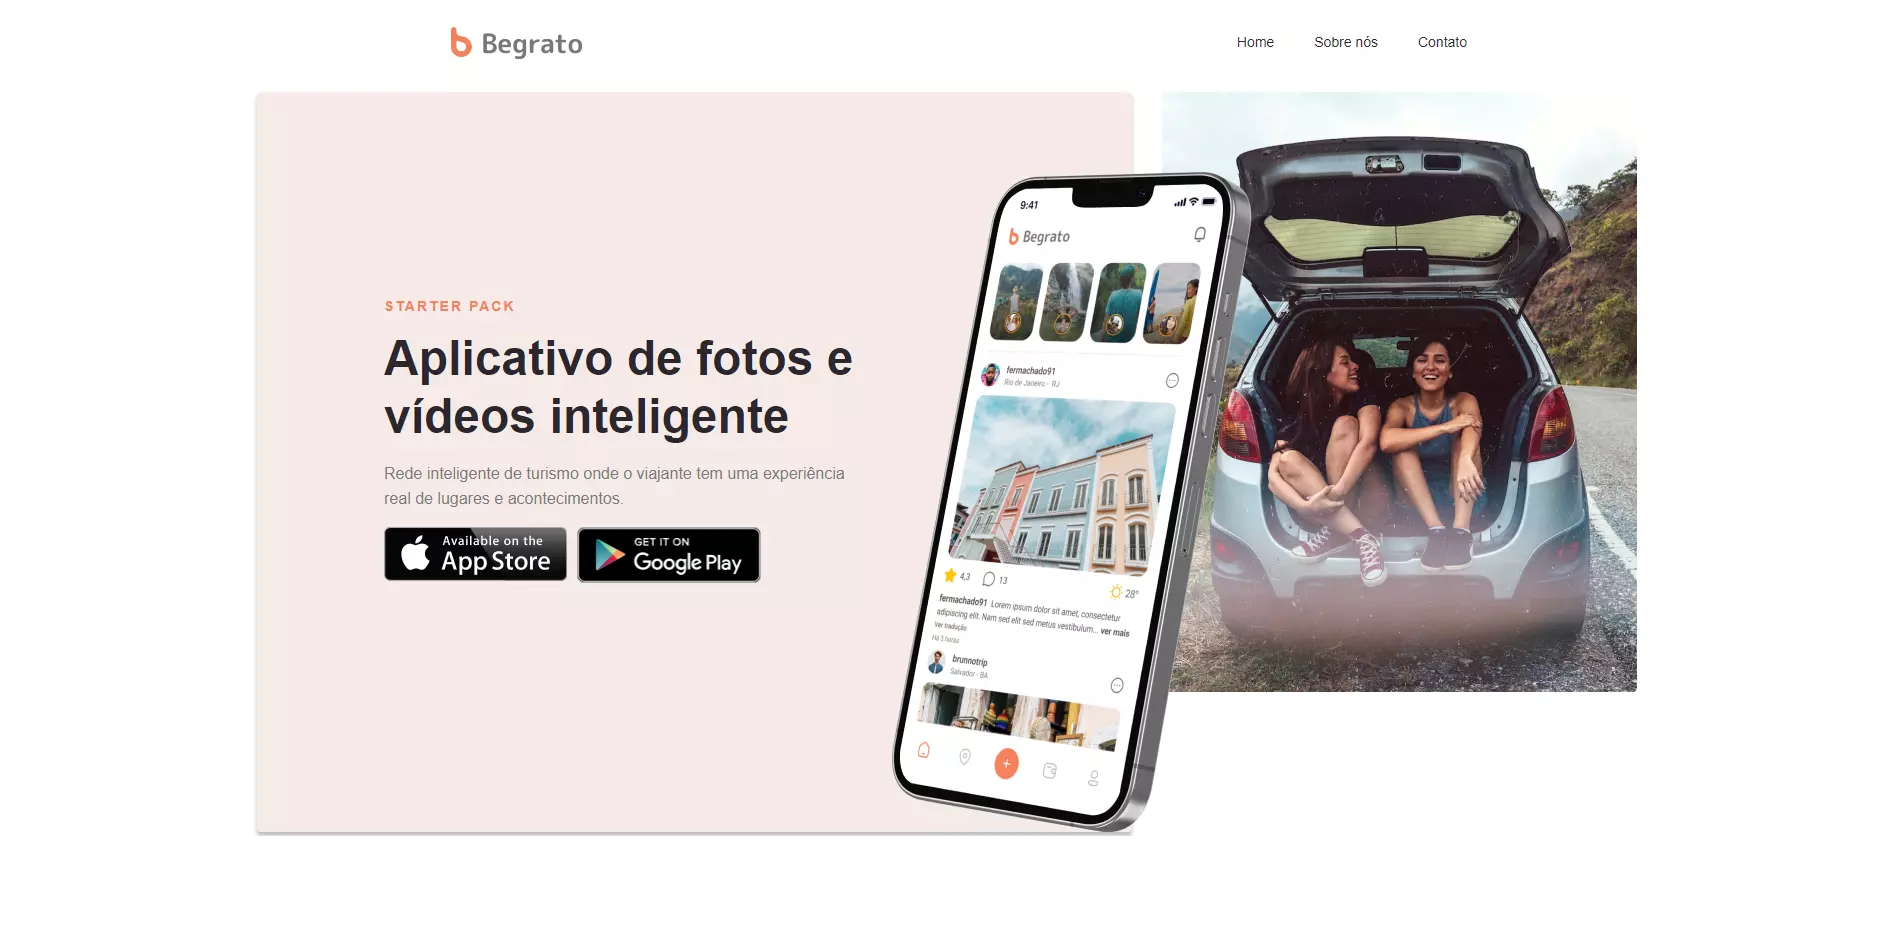 Begrato
Home
Sobre nós
Contato
STARTER PACK
Aplicativo de fotos e
vídeos inteligente
Rede inteligente de turismo onde o viajante tem uma experiência
real de lugares e acontecimentos.
Available on the
App Store
GET IT ON
Google Play
9:41
Begrato
fermachado91
Rio de Janeiro - RJ
4,3
13
28°
fermachado91 Lorem ipsum dolor sit amet, consectetur
adipiscing elit. Nam sed elit sed metus vestibulum... ver mais
Ver tradução
Há 3 horas
brunnotrip
Salvador - BA